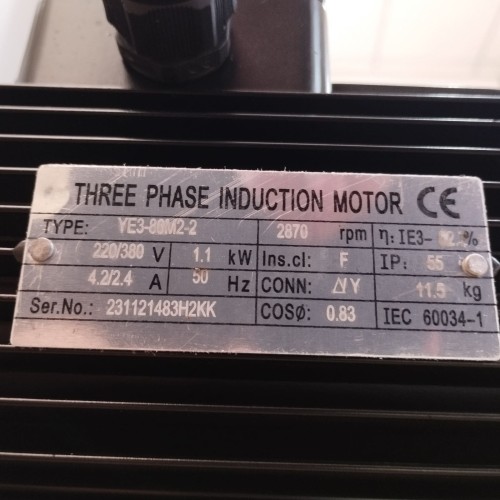 THREE PHASE INDUCTION MOTOR CE
TYPE: YE3-80M2-2 2870 rpm η: IE3- %
220/380 V 1.1 kW Ins.cl: F IP: 55
4.2/2.4 A 50 Hz CONN: Δ/Y 11.5 kg
Ser.No.: 231121483H2KK COSø: 0.83 IEC 60034-1